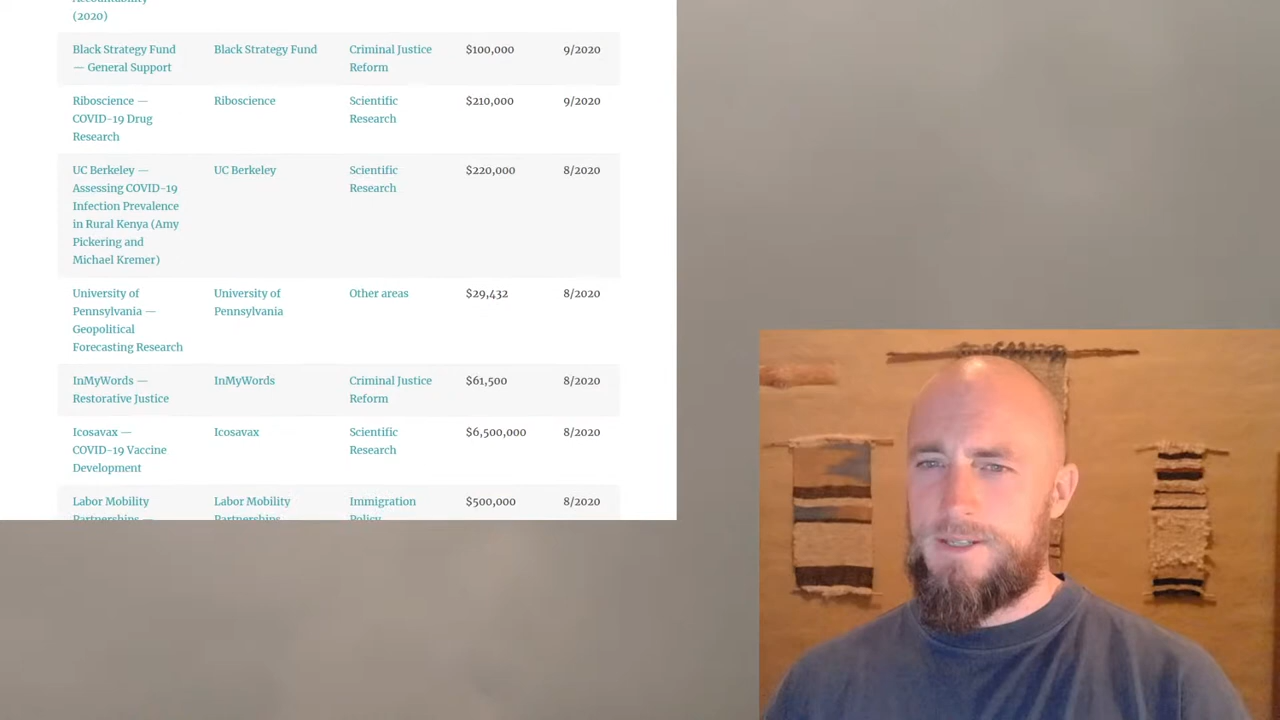 Accountability
(2020)
Black Strategy Fund
— General Support
Black Strategy Fund
Criminal Justice
Reform
$100,000
9/2020
Riboscience —
COVID-19 Drug
Research
Riboscience
Scientific
Research
$210,000
9/2020
UC Berkeley —
Assessing COVID-19
Infection Prevalence
in Rural Kenya (Amy
Pickering and
Michael Kremer)
UC Berkeley
Scientific
Research
$220,000
8/2020
University of
Pennsylvania —
Geopolitical
Forecasting Research
University of
Pennsylvania
Other areas
$29,432
8/2020
InMyWords —
Restorative Justice
InMyWords
Criminal Justice
Reform
$61,500
8/2020
Icosavax —
COVID-19 Vaccine
Development
Icosavax
Scientific
Research
$6,500,000
8/2020
Labor Mobility
Partnerships —
Labor Mobility
Partnerships
Immigration
Policy
$500,000
8/2020